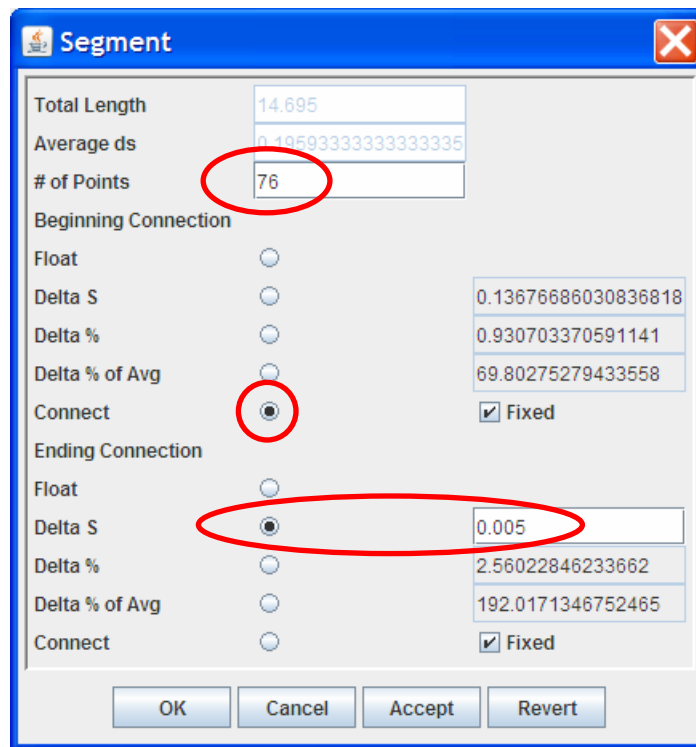 Segment
Total Length 14.695
Average ds 0.19593333333333335
# of Points 76
Beginning Connection
Float
Delta S 0.13676686030836818
Delta % 0.930703370591141
Delta % of Avg 69.80275279433558
Connect Fixed
Ending Connection
Float
Delta S 0.005
Delta % 2.56022846233662
Delta % of Avg 192.0171346752465
Connect Fixed
OK Cancel Accept Revert